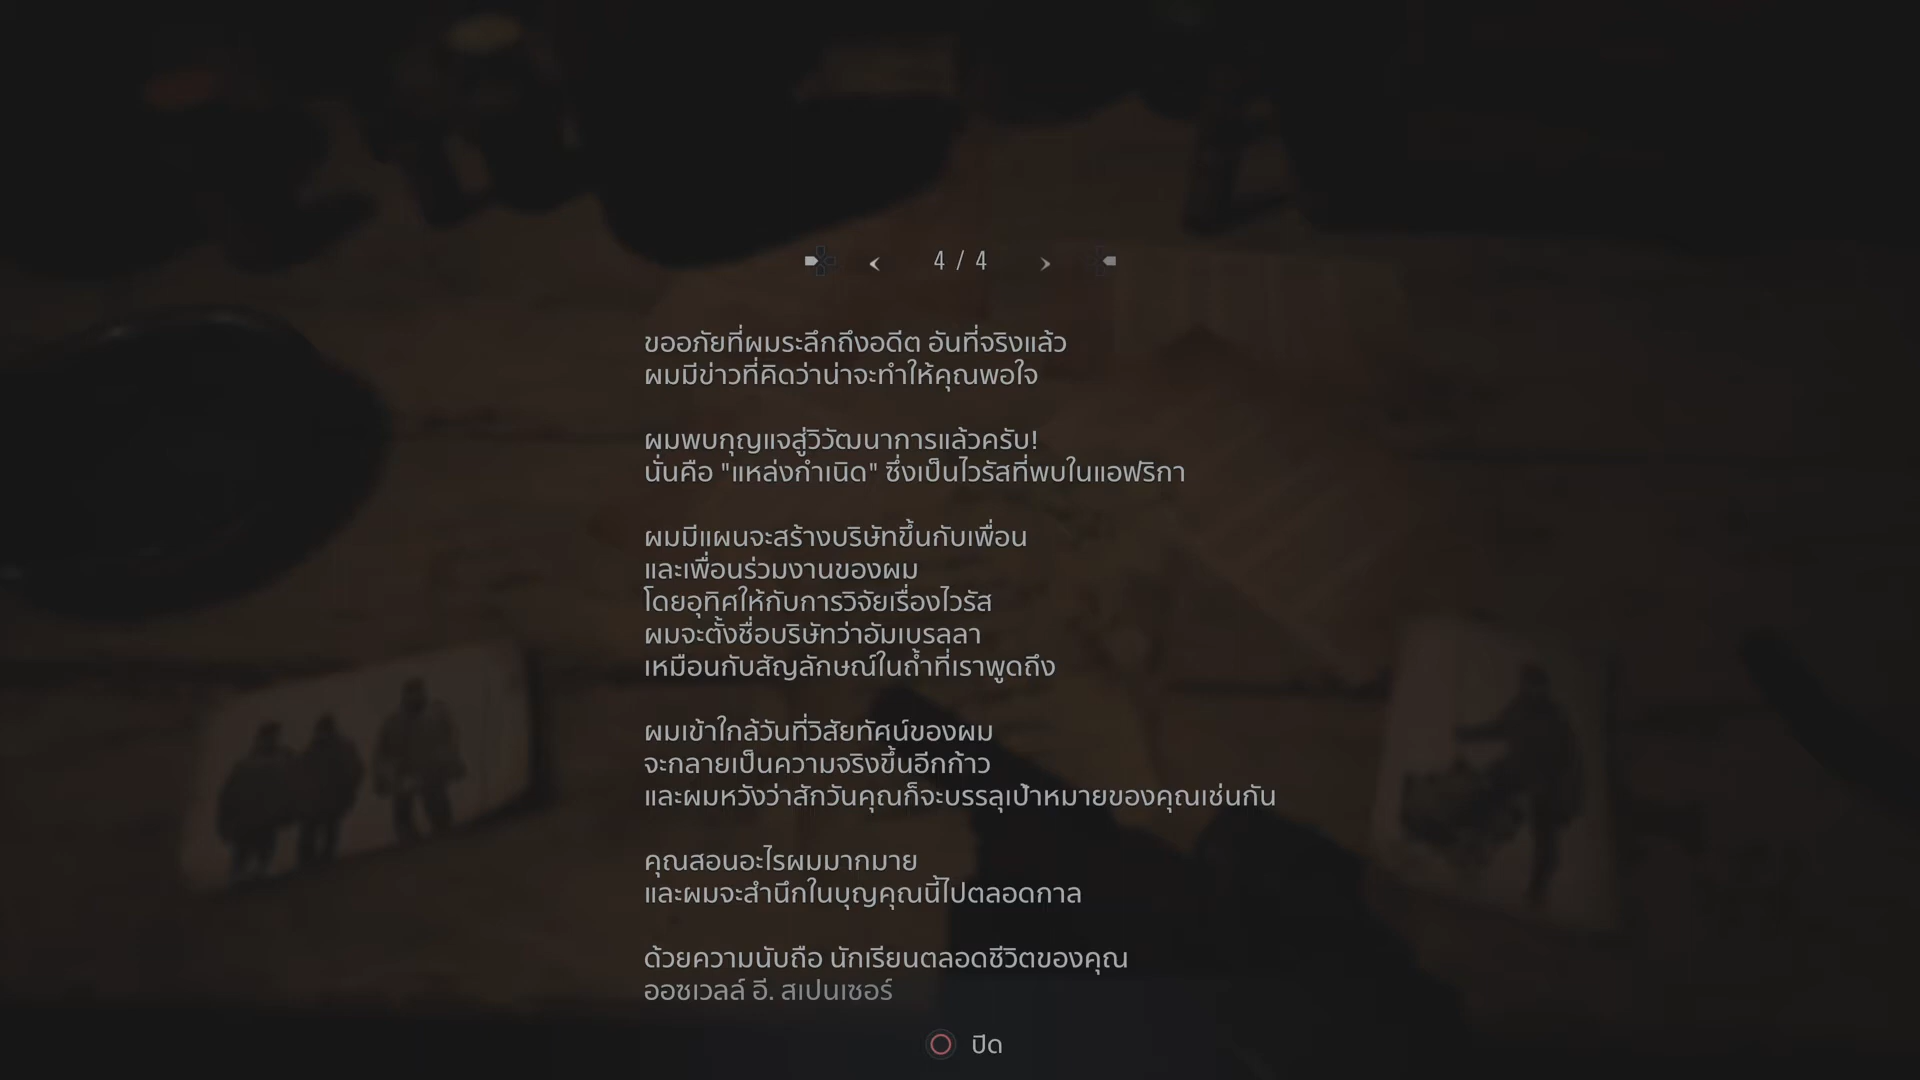 4 / 4
ขออภัยที่ผมระลึกถึงอดีต อันที่จริงแล้ว
ผมมีข่าวที่คิดว่าน่าจะทำให้คุณพอใจ
ผมพบกุญแจสู่วิวัฒนาการแล้วครับ!
นั่นคือ "แหล่งกำเนิด" ซึ่งเป็นไวรัสที่พบในแอฟริกา
ผมมีแผนจะสร้างบริษัทขึ้นกับเพื่อน
และเพื่อนร่วมงานของผม
โดยอุทิศให้กับการวิจัยเรื่องไวรัส
ผมจะตั้งชื่อบริษัทว่าอัมเบรลลา
เหมือนกับสัญลักษณ์ในถ้ำที่เราพูดถึง
ผมเข้าใกล้วันที่วิสัยทัศน์ของผม
จะกลายเป็นความจริงขึ้นอีกก้าว
และผมหวังว่าสักวันคุณก็จะบรรลุเป้าหมายของคุณเช่นกัน
คุณสอนอะไรผมมากมาย
และผมจะสำนึกในบุญคุณนี้ไปตลอดกาล
ด้วยความนับถือ นักเรียนตลอดชีวิตของคุณ
ออซเวลล์ อี. สเปนเซอร์
ปิด